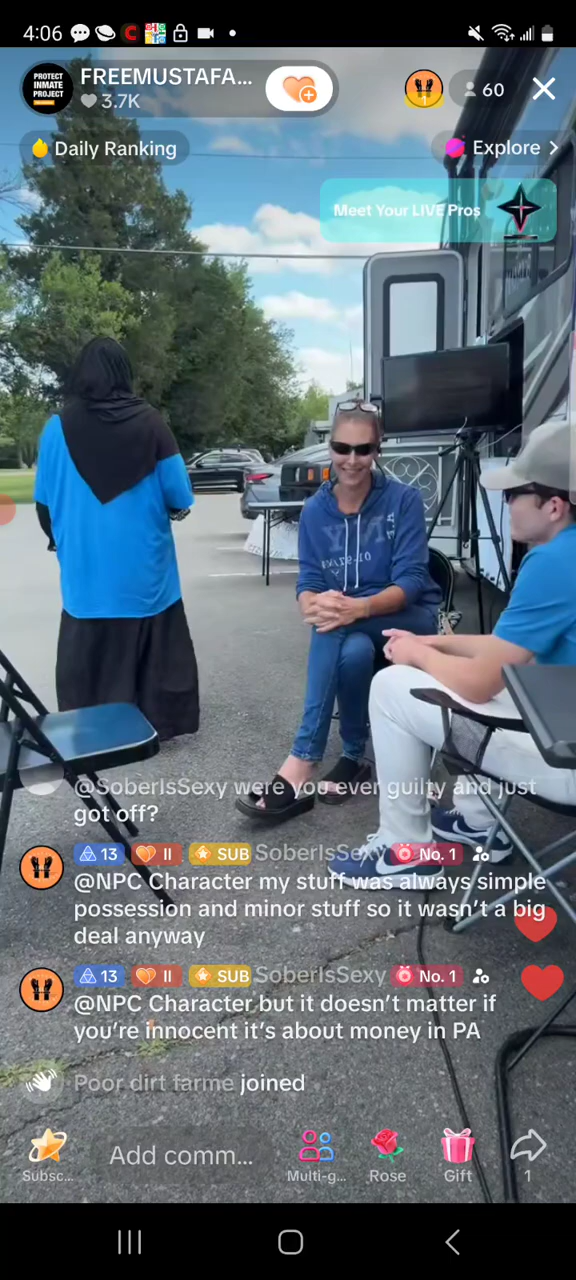 4:06
PROTECT
INMATE
PROJECT
FREEMUSTAFA...
3.7K
1
60
Daily Ranking
Explore >
Meet Your LIVE Pros
@SoberIsSexy were you ever guilty and just
got off?
13 II SUB SoberIsSexy No. 1
@NPC Character my stuff was always simple
possession and minor stuff so it wasn't a big
deal anyway
13 II SUB SoberIsSexy No. 1
@NPC Character but it doesn't matter if
you're innocent it's about money in PA
Poor dirt farme joined
Add comm...
Subsc... Multi-g... Rose Gift 1